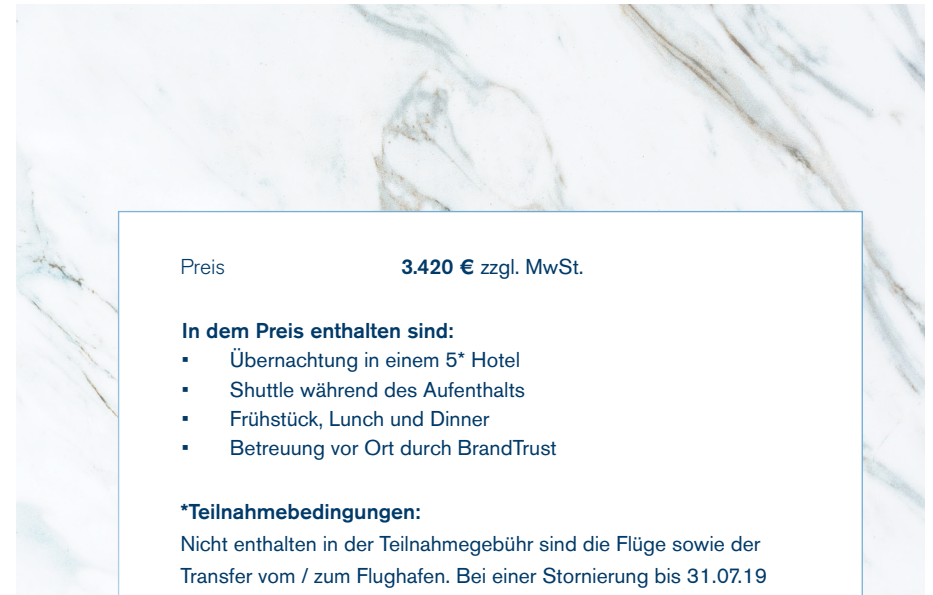 Preis 3.420 € zzgl. MwSt.
In dem Preis enthalten sind:
▪ Übernachtung in einem 5* Hotel
▪ Shuttle während des Aufenthalts
▪ Frühstück, Lunch und Dinner
▪ Betreuung vor Ort durch BrandTrust
*Teilnahmebedingungen:
Nicht enthalten in der Teilnahmegebühr sind die Flüge sowie der
Transfer vom / zum Flughafen. Bei einer Stornierung bis 31.07.19